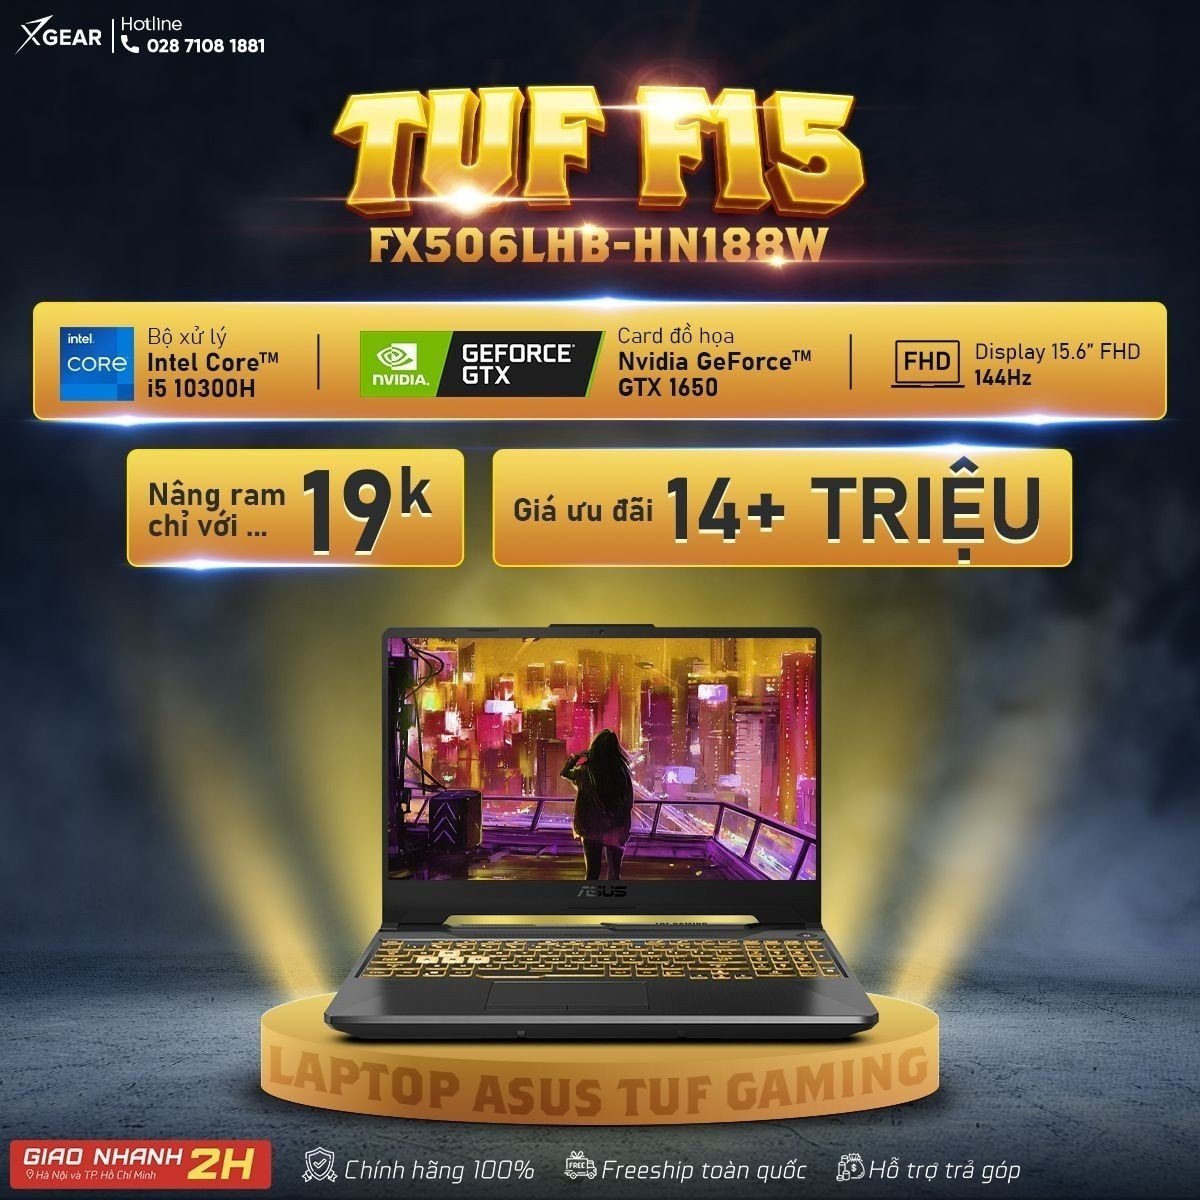 XGEAR
Hotline
028 7108 1881
TUF F15
FX506LHB-HN188W
intel
CORE
Bộ xử lý
Intel Core™
i5 10300H
NVIDIA.
GEFORCE
GTX
Card đồ họa
Nvidia GeForce™
GTX 1650
FHD
Display 15.6” FHD
144Hz
Nâng ram
chỉ với ...
19k
Giá ưu đãi
14+ TRIỆU
ASUS
TUF GAMING
LAPTOP ASUS TUF GAMING
GIAO NHANH
2H
Hà Nội và TP. Hồ Chí Minh
Chính hãng 100%
FREE
Freeship toàn quốc
Hỗ trợ trả góp